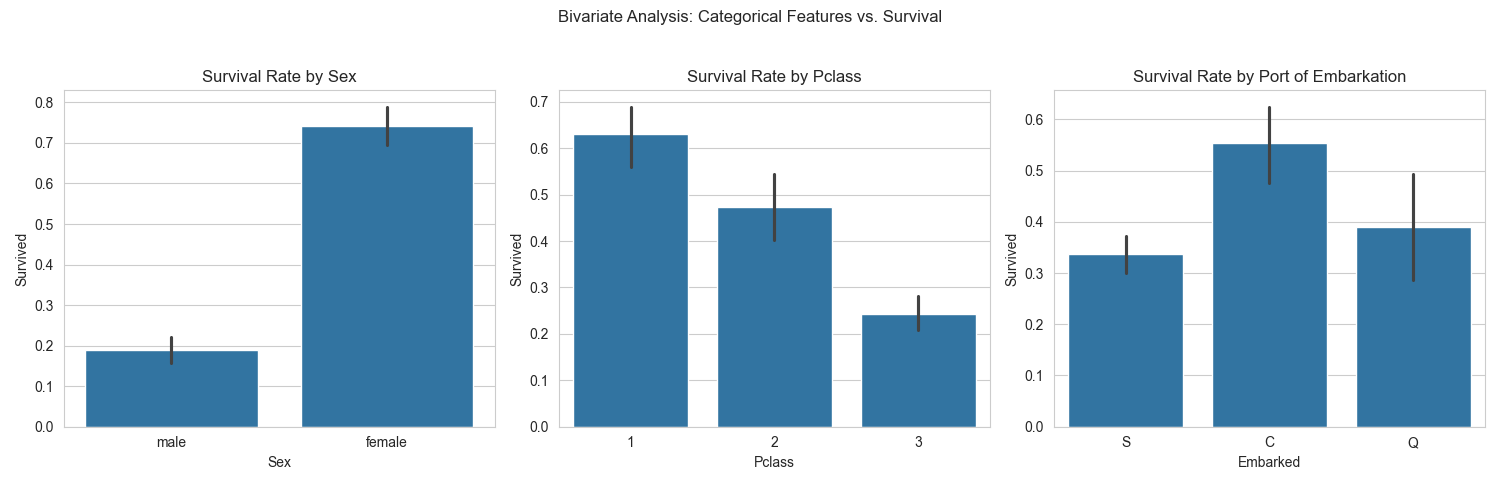 Bivariate Analysis: Categorical Features vs. Survival
Survival Rate by Sex
Survived
0.8
0.7
0.6
0.5
0.4
0.3
0.2
0.1
0.0
male female
Sex
Survival Rate by Pclass
Survived
0.7
0.6
0.5
0.4
0.3
0.2
0.1
0.0
1 2 3
Pclass
Survival Rate by Port of Embarkation
Survived
0.6
0.5
0.4
0.3
0.2
0.1
0.0
S C Q
Embarked